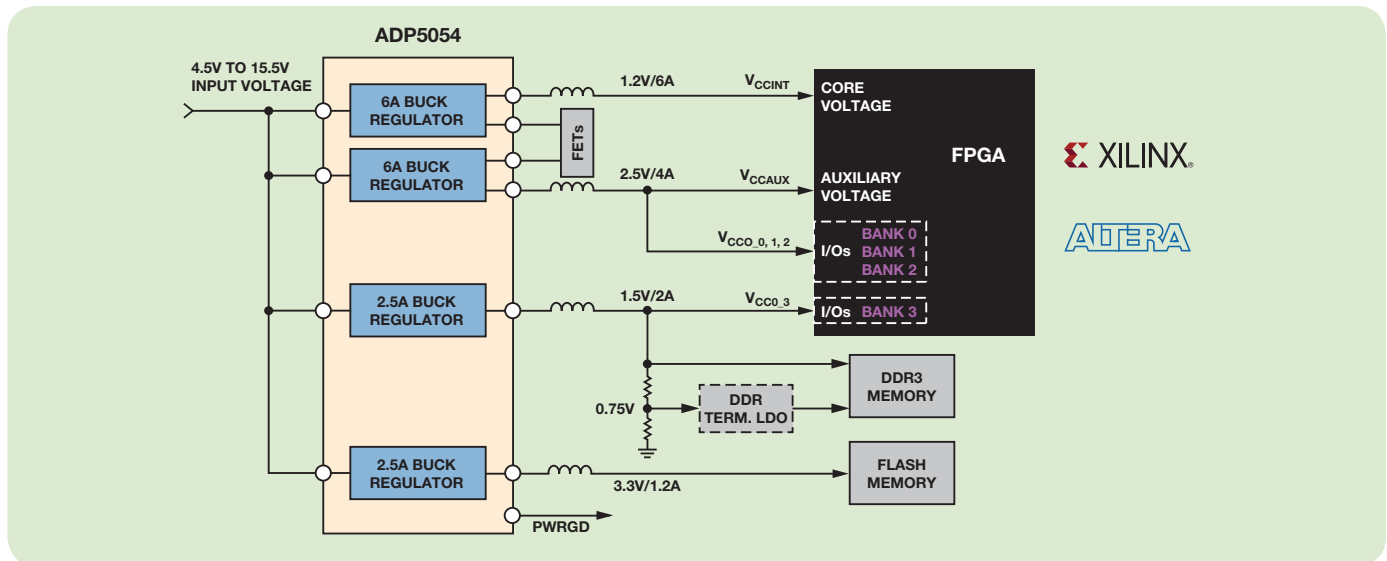 ADP5054
4.5V TO 15.5V
INPUT VOLTAGE
6A BUCK
REGULATOR
6A BUCK
REGULATOR
2.5A BUCK
REGULATOR
2.5A BUCK
REGULATOR
FETs
1.2V/6A
VCCINT
2.5V/4A
VCCAUX
VCCO_0, 1, 2
1.5V/2A
VCC0_3
0.75V
3.3V/1.2A
PWRGD
CORE
VOLTAGE
FPGA
AUXILIARY
VOLTAGE
I/Os
BANK 0
BANK 1
BANK 2
I/Os BANK 3
DDR
TERM. LDO
DDR3
MEMORY
FLASH
MEMORY
XILINX®
ALTERA